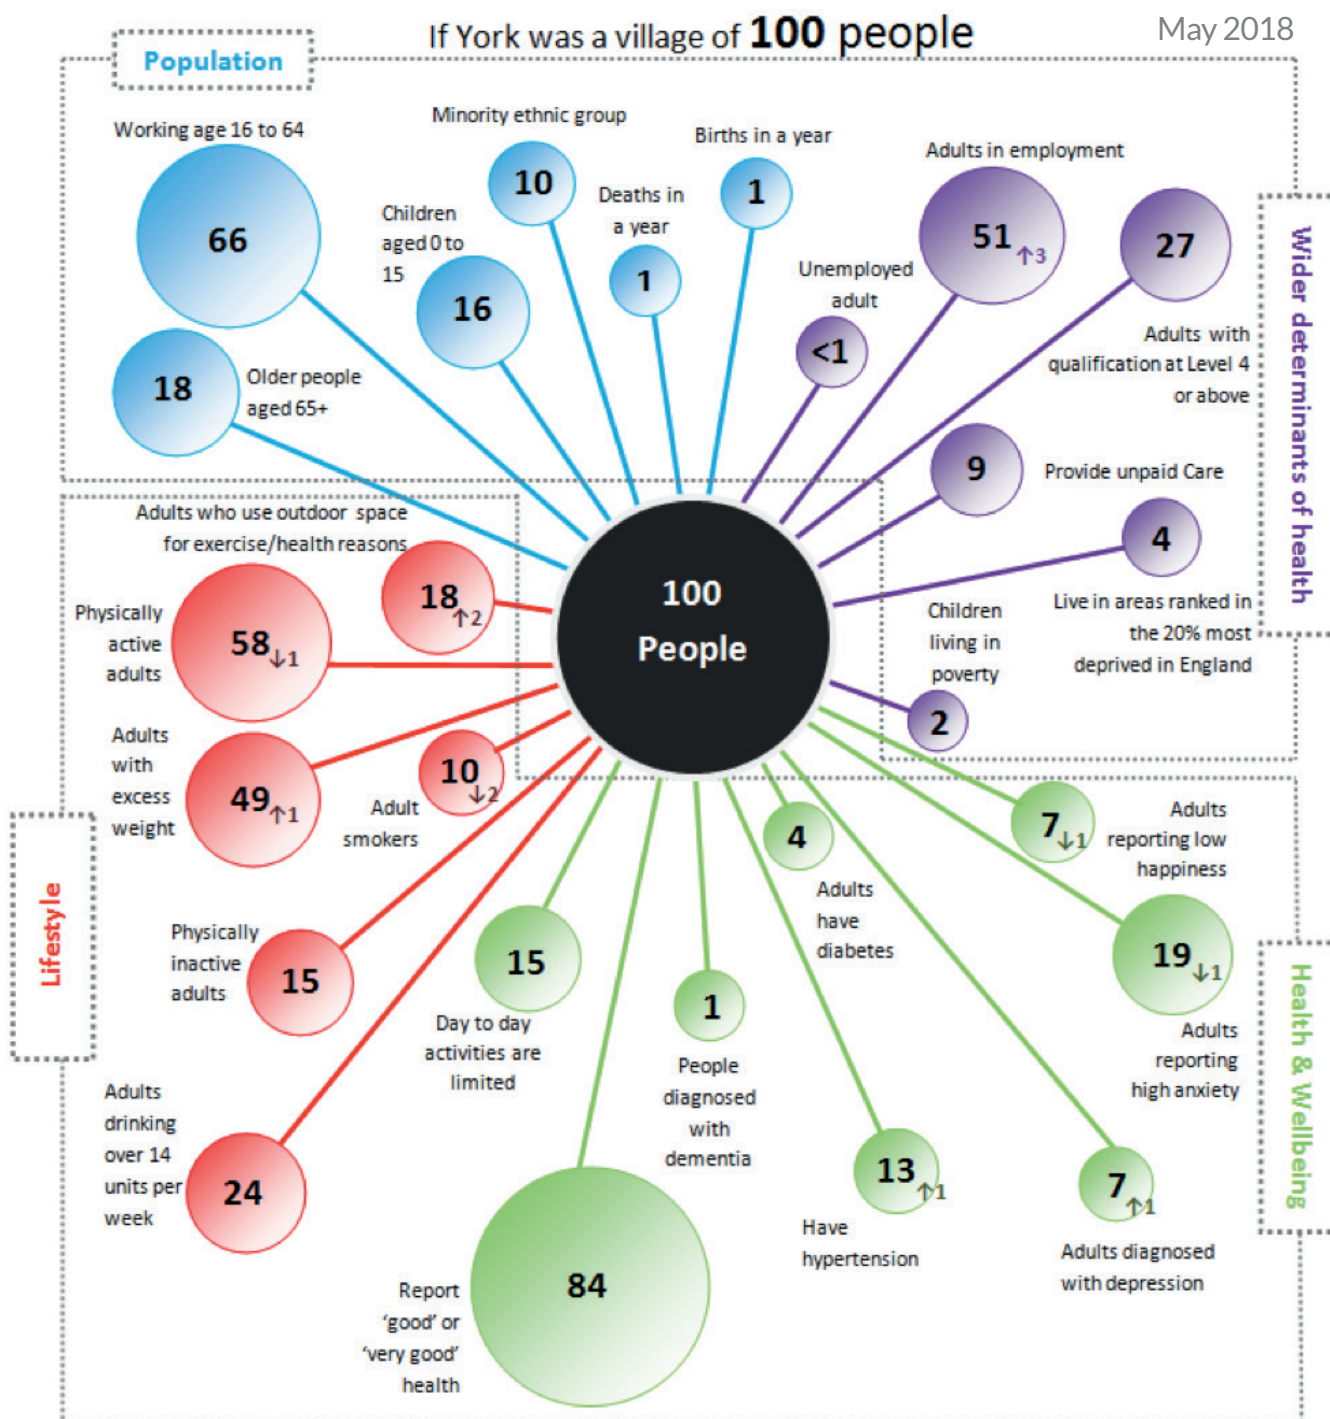 If York was a village of 100 people
May 2018
Population
Working age 16 to 64
66
18
Older people
aged 65+
Children
aged 0 to
15
16
Minority ethnic group
10
Deaths in
a year
1
Births in a year
1
Wider determinants of health
Unemployed
adult
<1
Adults in employment
51 ↑3
27
Adults with
qualification at Level 4
or above
9
Provide unpaid Care
4
Live in areas ranked in
the 20% most
deprived in England
Children
living in
poverty
2
100
People
Lifestyle
Adults who use outdoor space
for exercise/health reasons
18 ↑2
Physically
active
adults
58 ↓1
Adults
with
excess
weight
49 ↑1
10 ↓2
Adult
smokers
Physically
inactive
adults
15
Adults
drinking
over 14
units per
week
24
Health & Wellbeing
15
Day to day
activities are
limited
Report
‘good’ or
‘very good’
health
84
1
People
diagnosed
with
dementia
4
Adults
have
diabetes
13 ↑1
Have
hypertension
7 ↑1
Adults diagnosed
with depression
7 ↓1
Adults
reporting low
happiness
19 ↓1
Adults
reporting
high anxiety